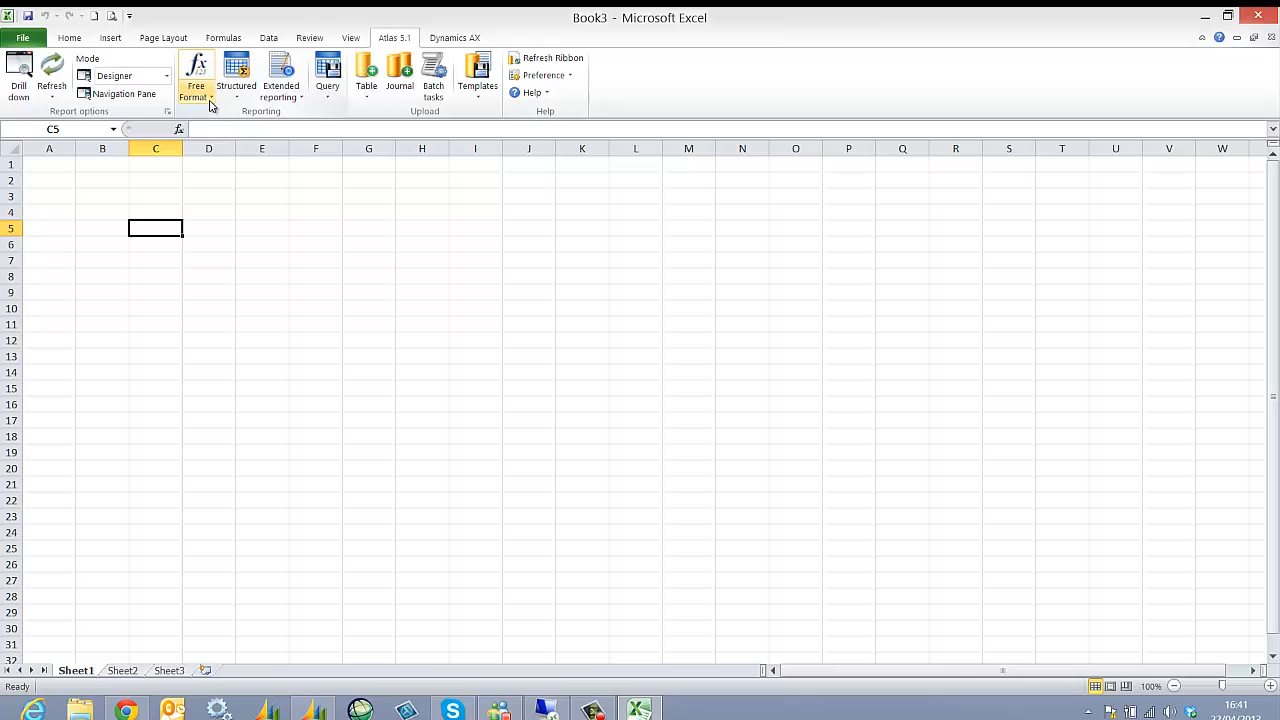 Book3 - Microsoft Excel
File Home Insert Page Layout Formulas Data Review View Atlas 5.1 Dynamics AX
Drill down
Refresh
Mode
Designer
Navigation Pane
Report options
Free Format
Structured
Extended reporting
Query
Reporting
Table
Journal
Batch tasks
Templates
Upload
Refresh Ribbon
Preference
Help
Help
C5 fx
A B C D E F G H I J K L M N O P Q R S T U V W
1
2
3
4
5
6
7
8
9
10
11
12
13
14
15
16
17
18
19
20
21
22
23
24
25
26
27
28
29
30
31
32
Sheet1 Sheet2 Sheet3
Ready 100%
16:41
22/04/2013